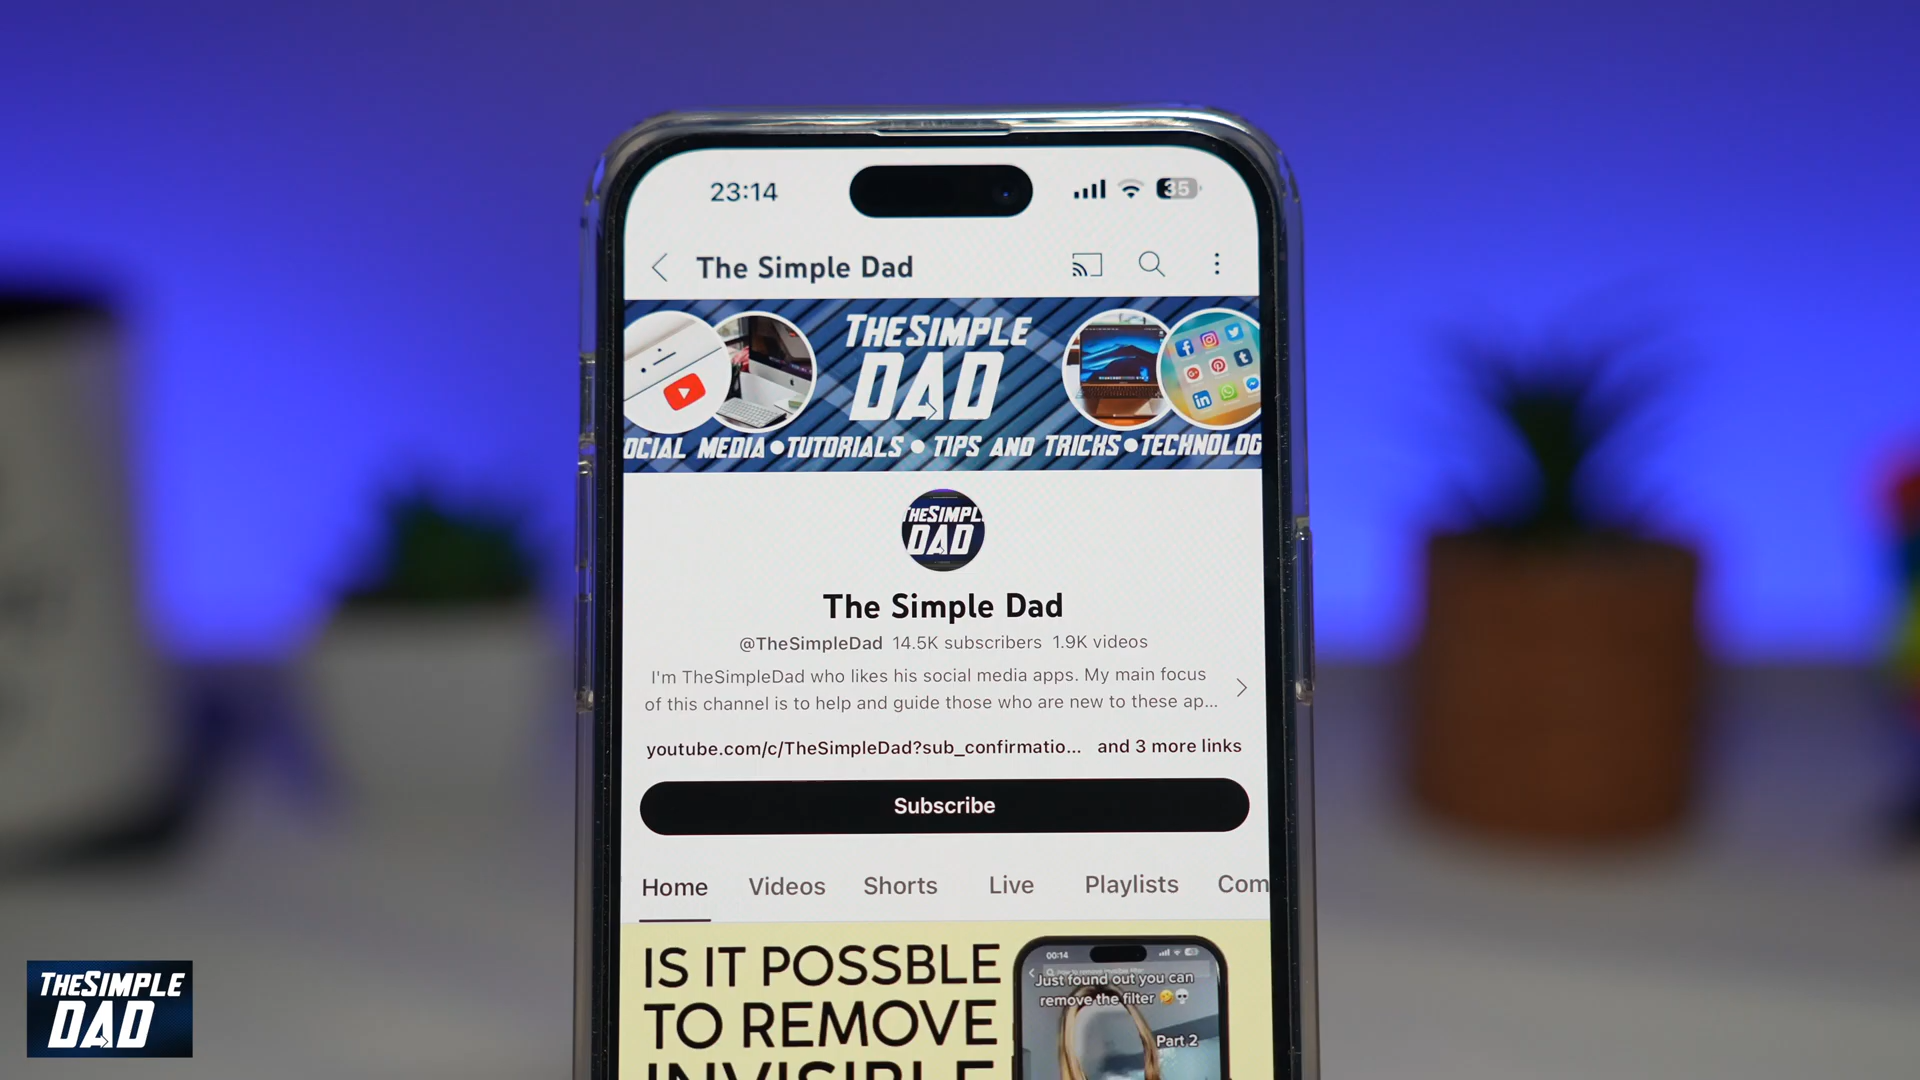 23:14
35
The Simple Dad
THESIMPLE
DAD
OCIAL MEDIA • TUTORIALS • TIPS AND TRICKS • TECHNOLOG
THESIMPL
DAD
The Simple Dad
@TheSimpleDad 14.5K subscribers 1.9K videos
I'm TheSimpleDad who likes his social media apps. My main focus
of this channel is to help and guide those who are new to these ap...
youtube.com/c/TheSimpleDad?sub_confirmatio... and 3 more links
Subscribe
Home Videos Shorts Live Playlists Com
IS IT POSSBLE
TO REMOVE
INVISIBLE
00:14
Just found out you can
remove the filter 🤣💀
Part 2
THESIMPLE
DAD